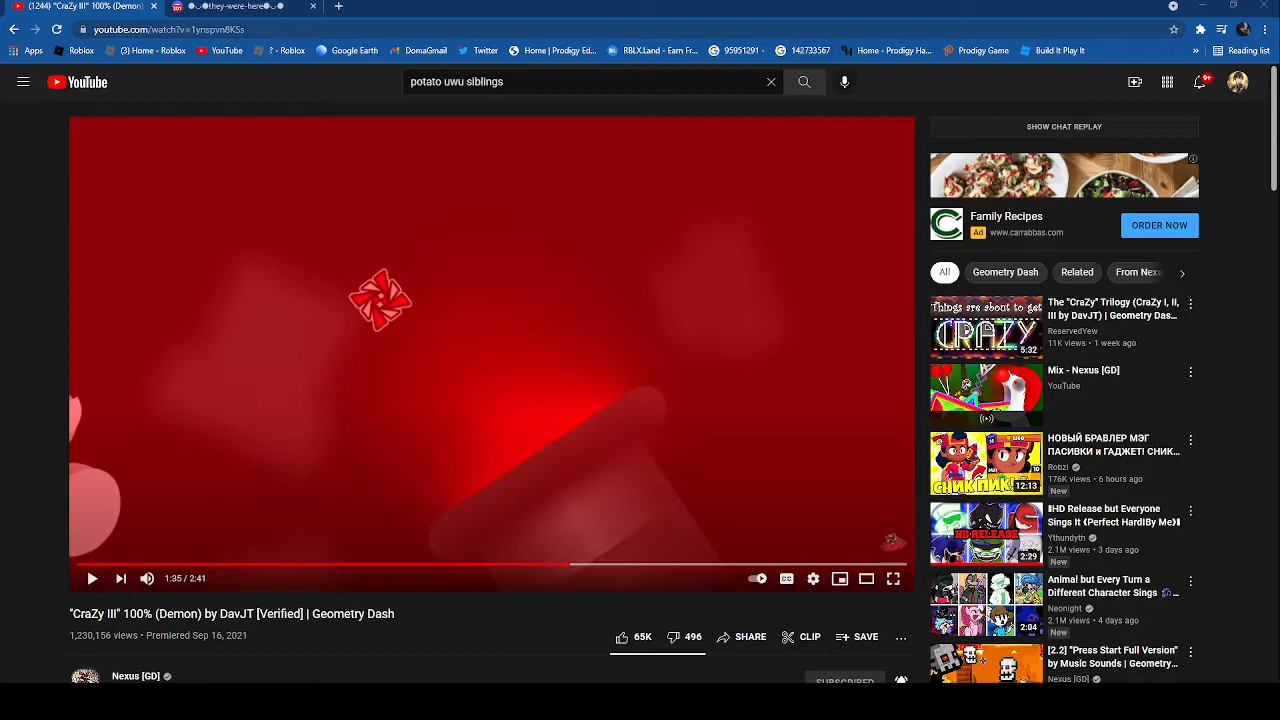 (1244) "CraZy III" 100% (Demon)
they-were-here
youtube.com/watch?v=1ynspvn8KSs
Apps
Roblox
(3) Home - Roblox
YouTube
? - Roblox
Google Earth
DomaGmail
Twitter
Home | Prodigy Ed...
RBLX.Land - Earn Fr...
95951291 -
142733567
Home - Prodigy Ha...
Prodigy Game
Build It Play It
»
Reading list
YouTube
potato uwu siblings
9+
SHOW CHAT REPLAY
Family Recipes
Ad www.carrabbas.com
ORDER NOW
All
Geometry Dash
Related
From Nexu
Things are about to get
CRAZY
5:32
The "CraZy" Trilogy (CraZy I, II,
III by DavJT) | Geometry Das...
ReservedYew
11K views • 1 week ago
Mix - Nexus [GD]
YouTube
СНИК ПИК!
12:13
НОВЫЙ БРАВЛЕР МЭГ
ПАСИВКИ и ГАДЖЕТ! СНИК...
Robzi
176K views • 6 hours ago
New
HD RELEASE
2:29
HD Release but Everyone
Sings It (Perfect Hard|By Me)
Ythundyth
2.1M views • 3 days ago
New
2:04
Animal but Every Turn a
Different Character Sings
Neonight
2.1M views • 4 days ago
New
[2.2] "Press Start Full Version"
by Music Sounds | Geometry...
Nexus [GD]
1:35 / 2:41
CC
"CraZy III" 100% (Demon) by DavJT [Verified] | Geometry Dash
1,230,156 views • Premiered Sep 16, 2021
65K
496
SHARE
CLIP
SAVE
...
Nexus [GD]
SUBSCRIBED